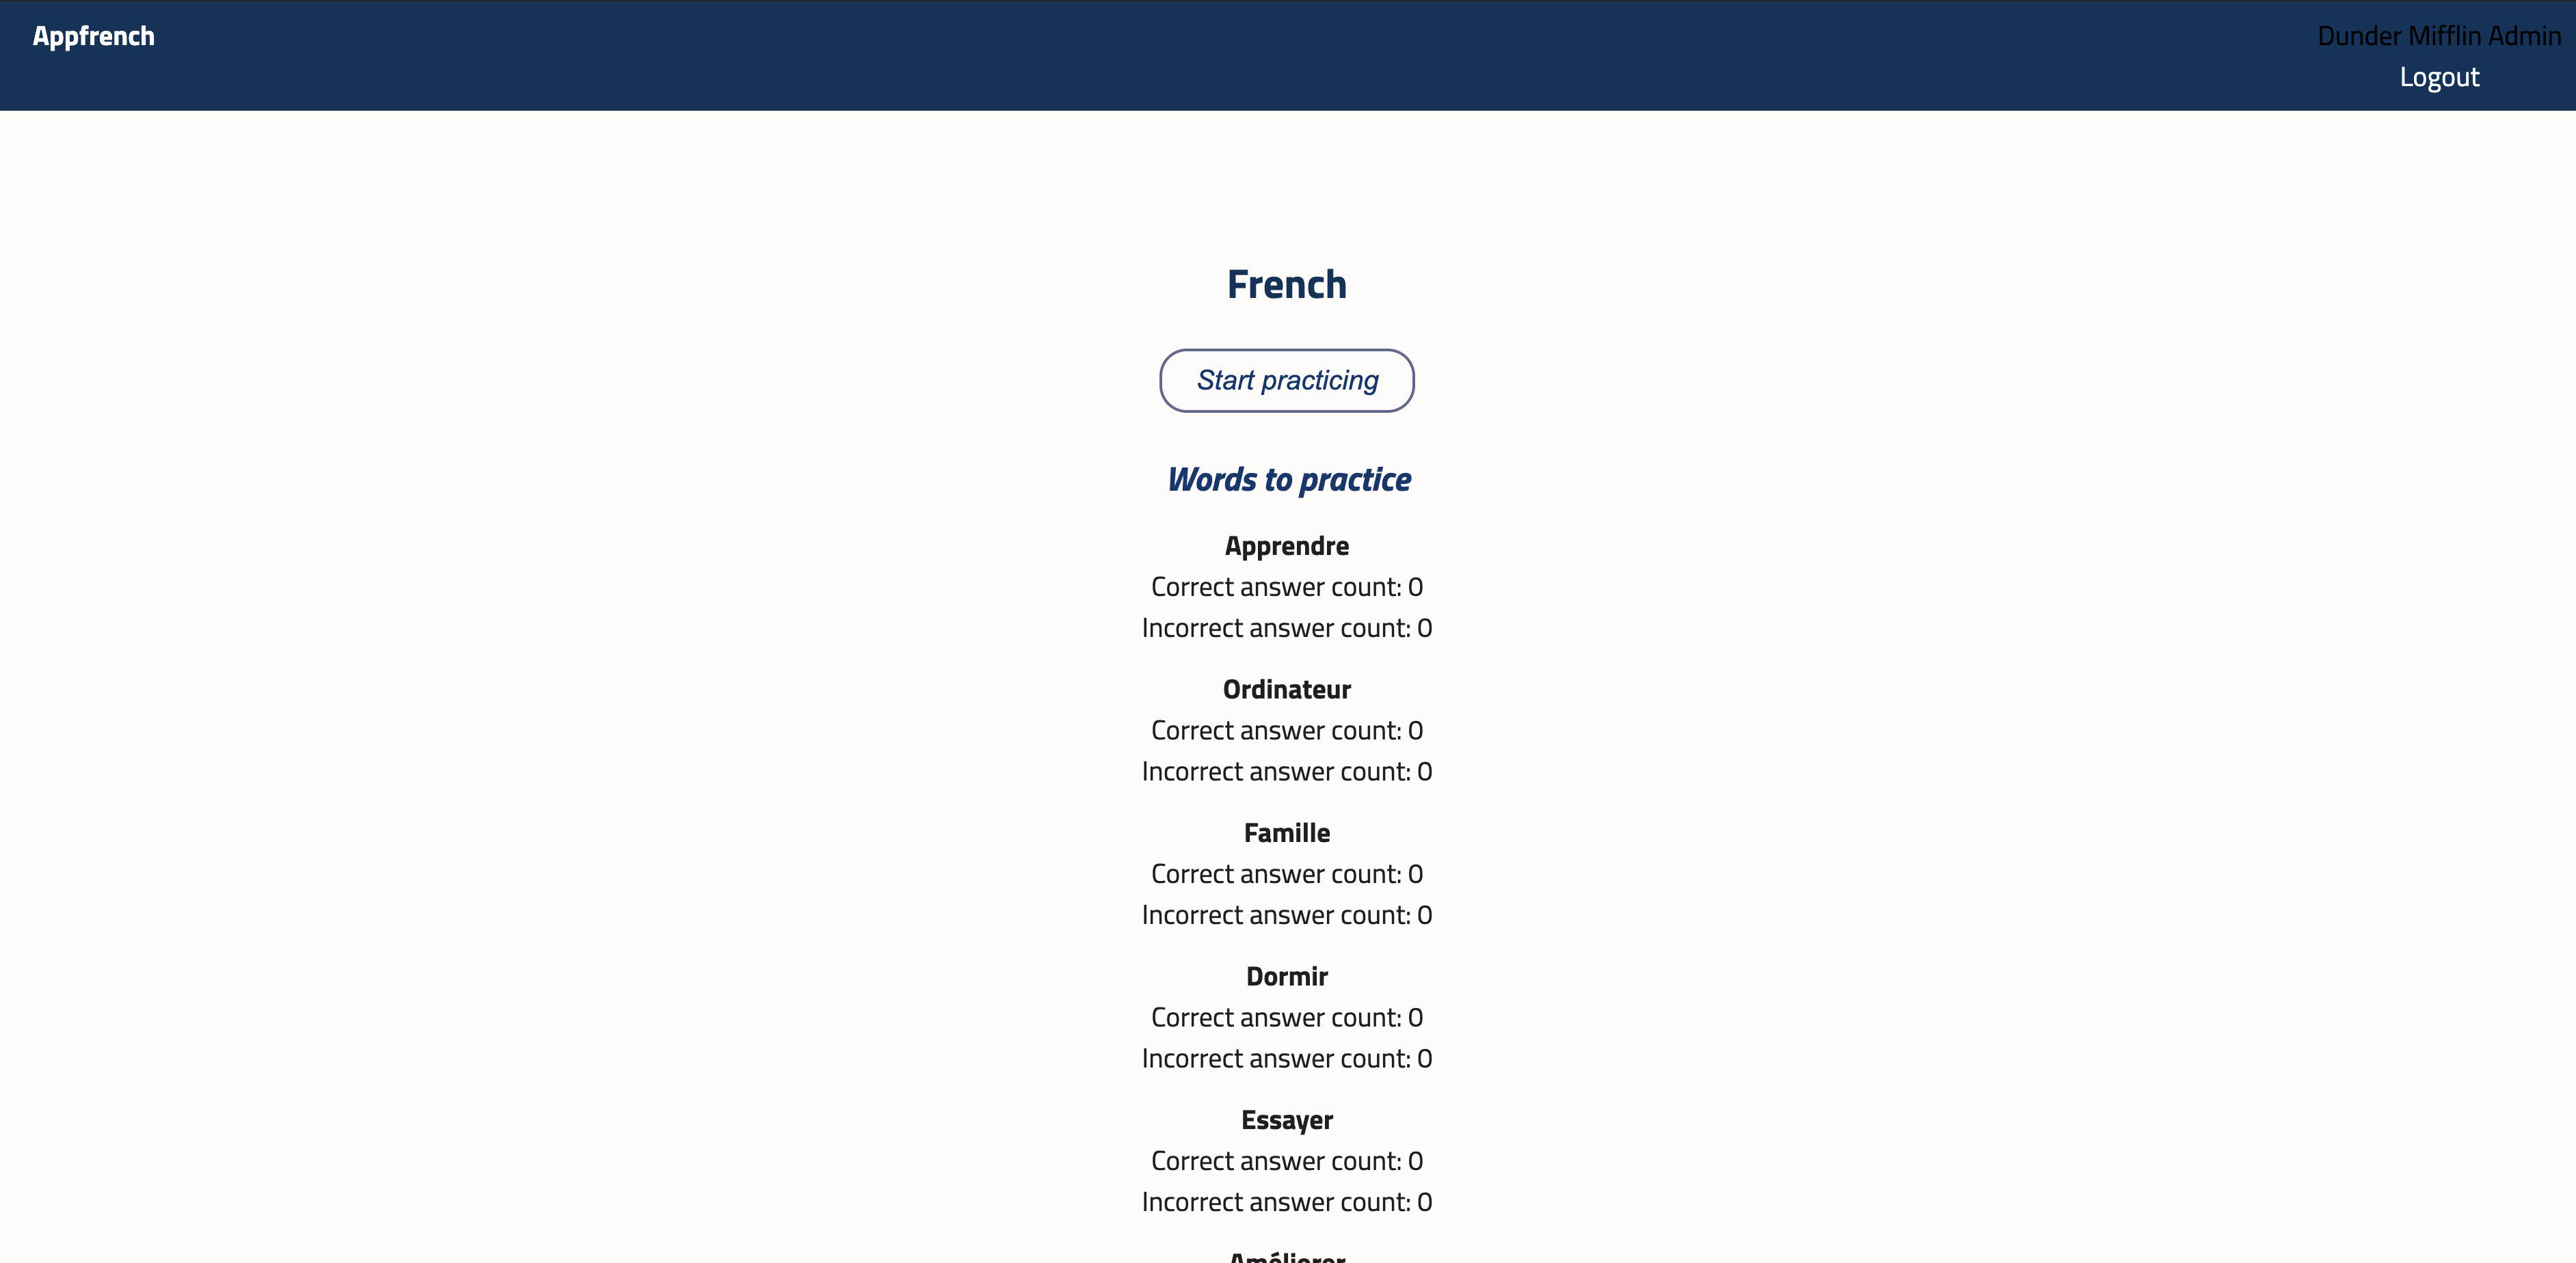 Appfrench
Dunder Mifflin Admin
Logout
French
Start practicing
Words to practice
Apprendre
Correct answer count: 0
Incorrect answer count: 0
Ordinateur
Correct answer count: 0
Incorrect answer count: 0
Famille
Correct answer count: 0
Incorrect answer count: 0
Dormir
Correct answer count: 0
Incorrect answer count: 0
Essayer
Correct answer count: 0
Incorrect answer count: 0
Améliorer